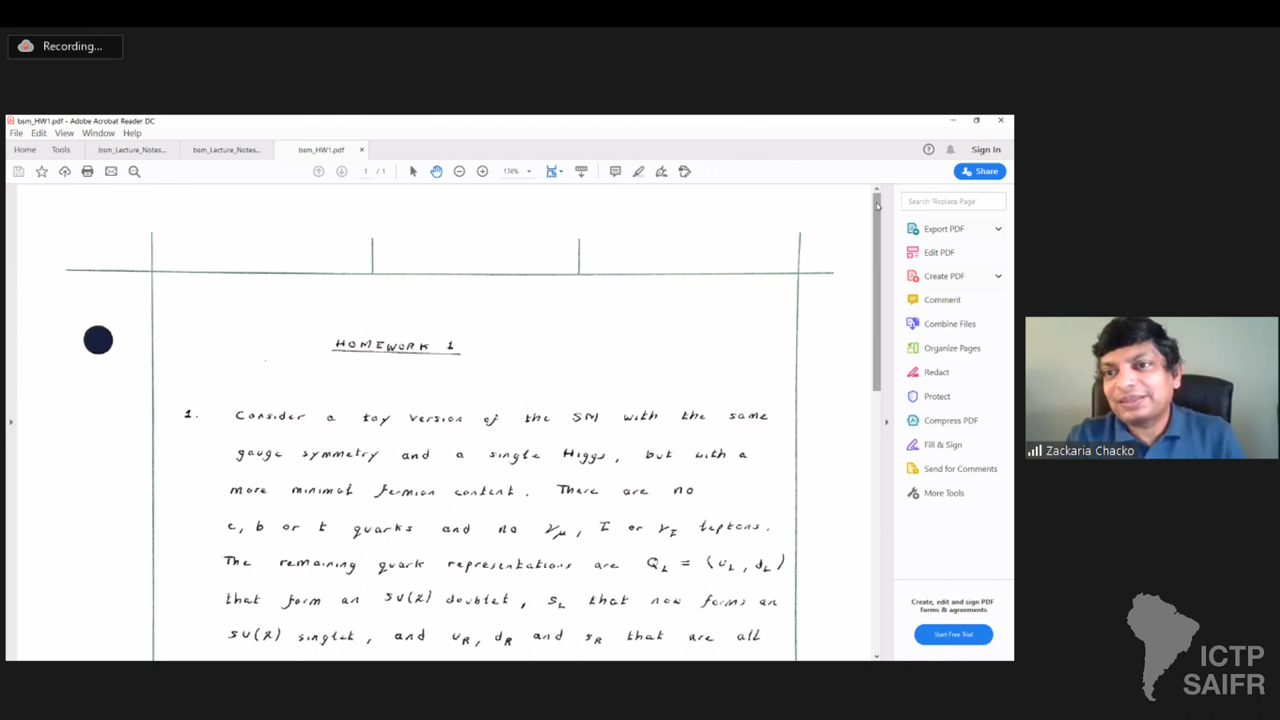 Recording...
bsm_HW1.pdf - Adobe Acrobat Reader DC
File Edit View Window Help
Home Tools bsm_Lecture_Notes... bsm_Lecture_Notes... bsm_HW1.pdf × Sign In
1 / 1 174% Share
Search 'Replace Page'
Export PDF
Edit PDF
Create PDF
Comment
Combine Files
Organize Pages
Redact
Protect
Compress PDF
Fill & Sign
Send for Comments
More Tools
Create, edit and sign PDF
forms & agreements
Start Free Trial
HOMEWORK 1
1. Consider a toy version of the SM with the same
gauge symmetry and a single Higgs, but with a
more minimal fermion content. There are no
c, b or t quarks and no ν_μ, τ or ν_τ leptons.
The remaining quark representations are Q_L = (u_L, d_L)
that form an SU(2) doublet, s_L that now forms an
SU(2) singlet, and u_R, d_R and s_R that are all
Zackaria Chacko
ICTP
SAIFR